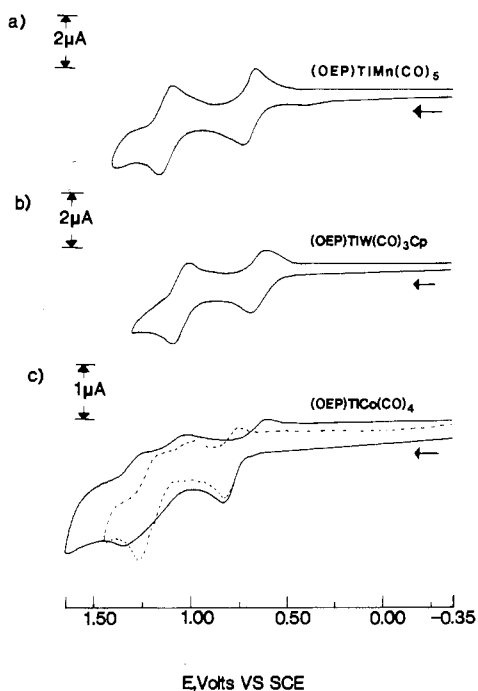 a)
2μA
(OEP)TlMn(CO)5
b)
2μA
(OEP)TlW(CO)3Cp
c)
1μA
(OEP)TlCo(CO)4
1.50 1.00 0.50 0.00 -0.35
E,Volts VS SCE